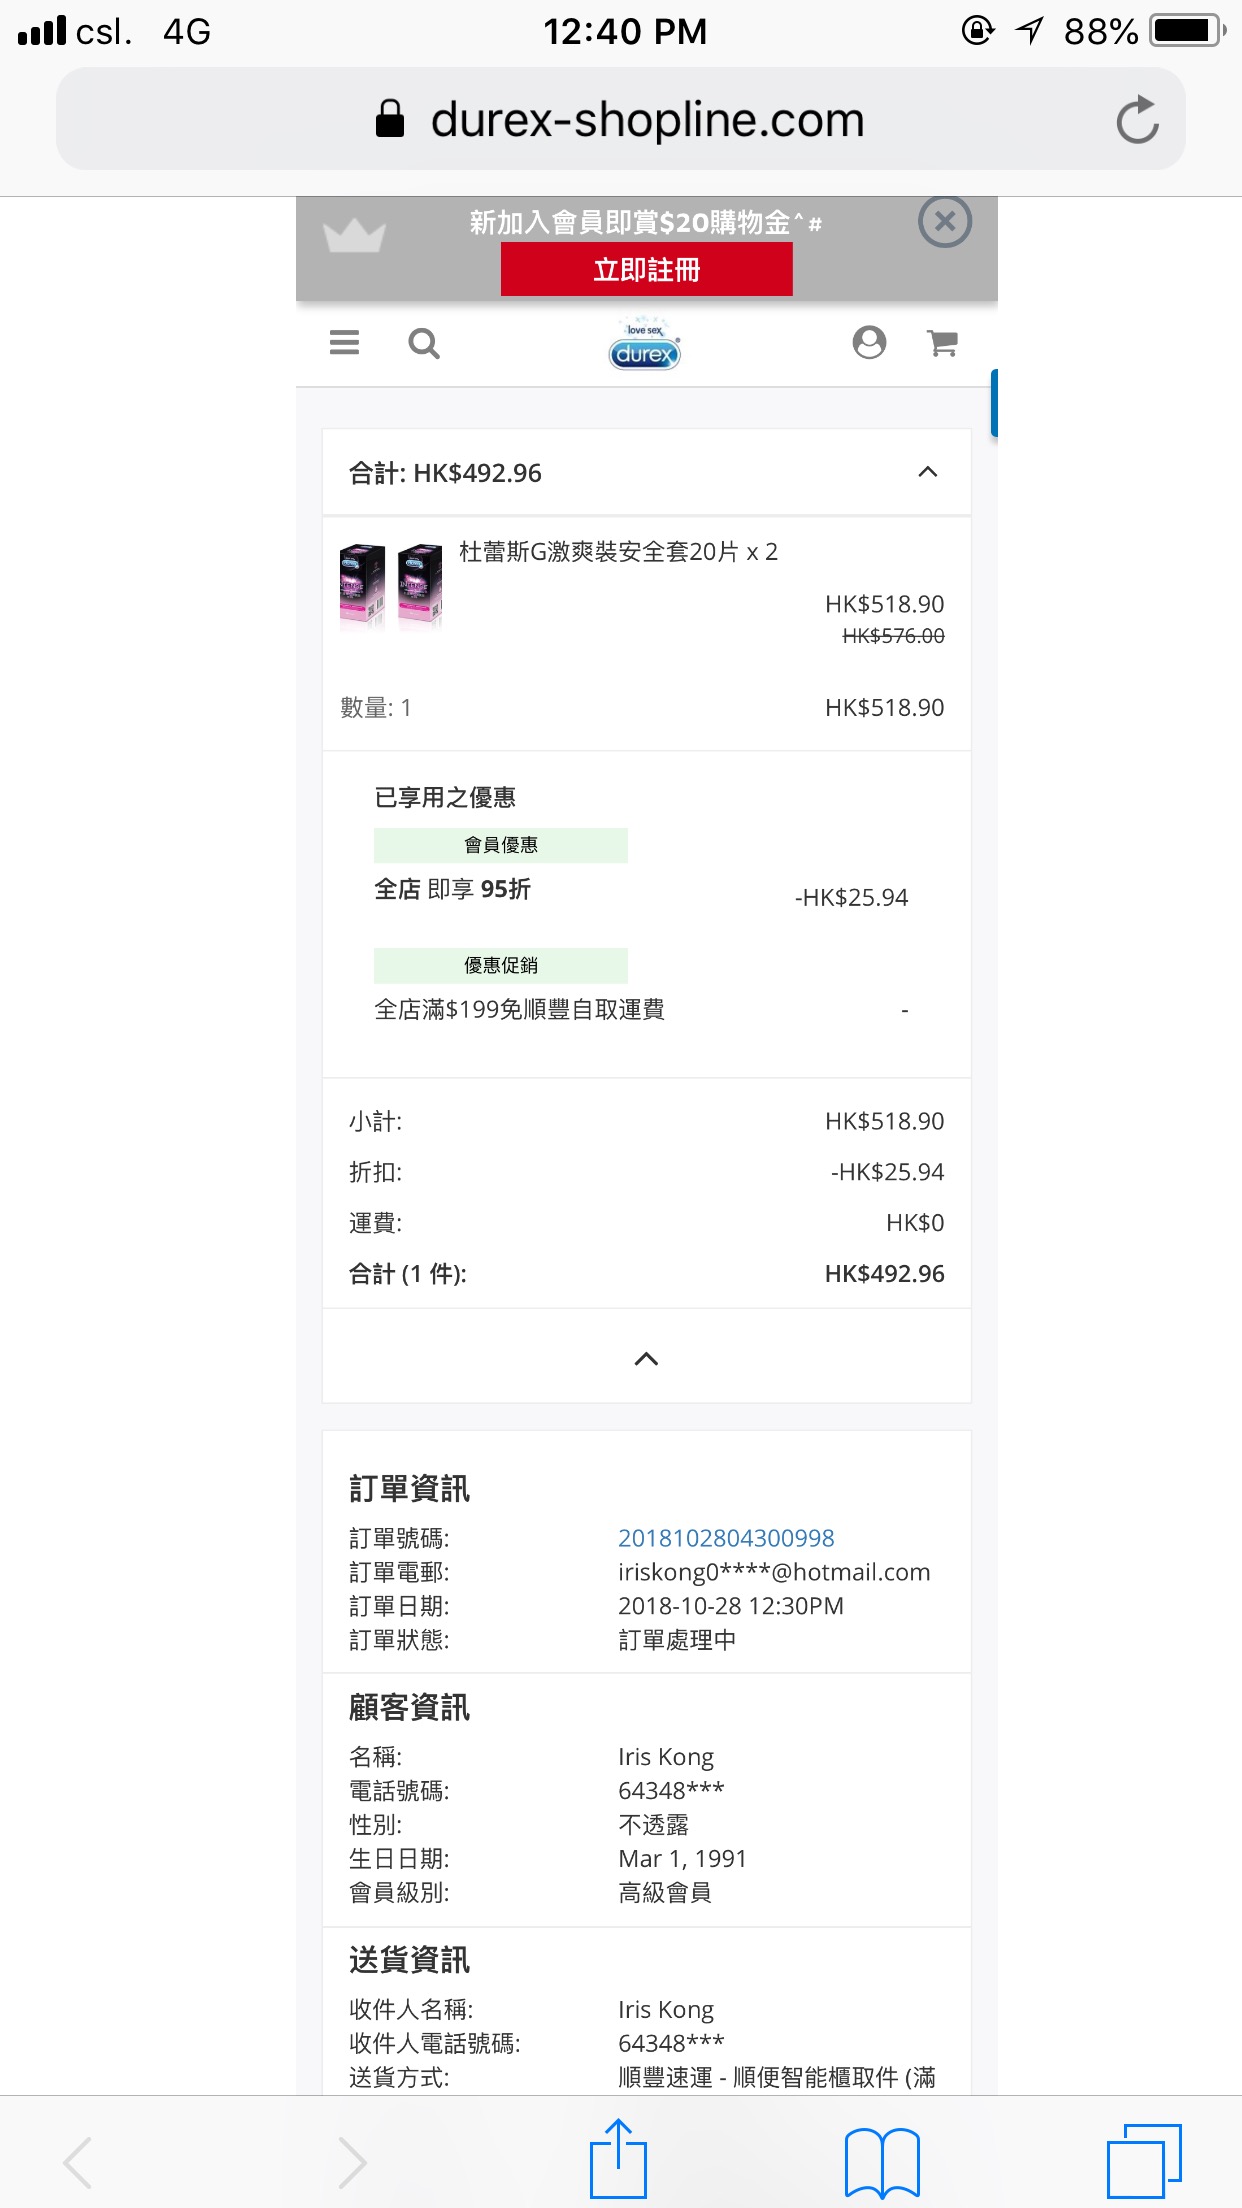 csl. 4G 12:40 PM 88%
durex-shopline.com
新加入會員即賞$20購物金^#
立即註冊
love sex
durex
合計: HK$492.96
杜蕾斯G激爽裝安全套20片 x 2
HK$518.90
HK$576.00
數量: 1 HK$518.90
已享用之優惠
會員優惠
全店 即享 95折 -HK$25.94
優惠促銷
全店滿$199免順豐自取運費 -
小計: HK$518.90
折扣: -HK$25.94
運費: HK$0
合計 (1 件): HK$492.96
訂單資訊
訂單號碼: 2018102804300998
訂單電郵: iriskong0****@hotmail.com
訂單日期: 2018-10-28 12:30PM
訂單狀態: 訂單處理中
顧客資訊
名稱: Iris Kong
電話號碼: 64348***
性別: 不透露
生日日期: Mar 1, 1991
會員級別: 高級會員
送貨資訊
收件人名稱: Iris Kong
收件人電話號碼: 64348***
送貨方式: 順豐速運 - 順便智能櫃取件 (滿